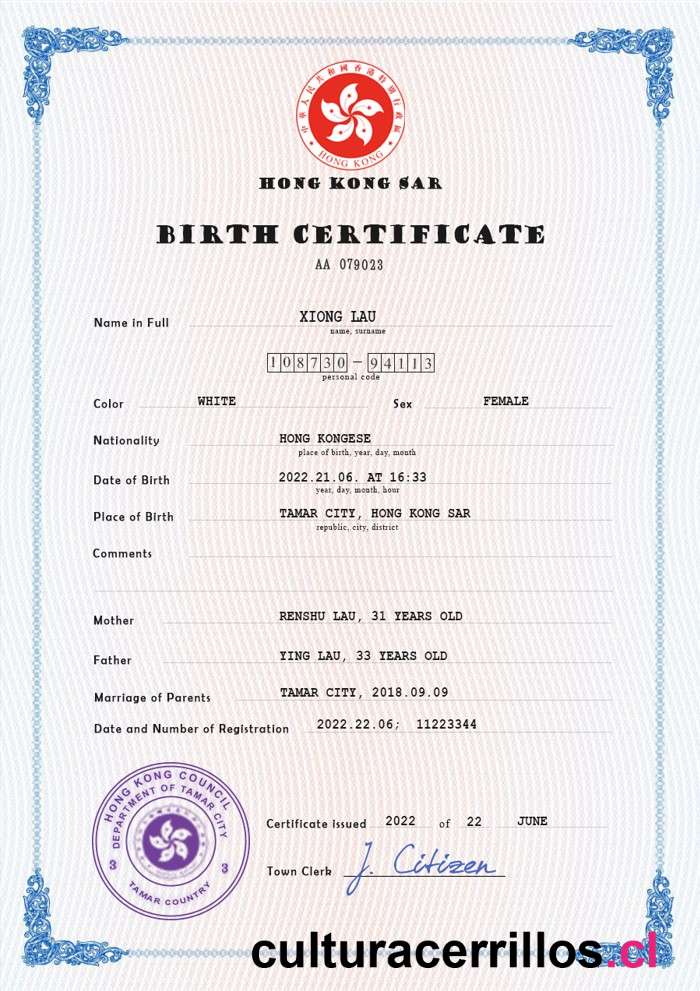 中華人民共和國香港特別行政區
HONG KONG
HONG KONG SAR
BIRTH CERTIFICATE
AA 079023
Name in Full XIONG LAU
name, surname
108730-94113
personal code
Color WHITE Sex FEMALE
Nationality HONG KONGESE
place of birth, year, day, month
Date of Birth 2022.21.06. AT 16:33
year, day, month, hour
Place of Birth TAMAR CITY, HONG KONG SAR
republic, city, district
Comments
Mother RENSHU LAU, 31 YEARS OLD
Father YING LAU, 33 YEARS OLD
Marriage of Parents TAMAR CITY, 2018.09.09
Date and Number of Registration 2022.22.06; 11223344
HONG KONG COUNCIL
DEPARTMENT OF TAMAR CITY
3 3
TAMAR COUNTRY
Certificate issued 2022 of 22 JUNE
Town Clerk J. Citizen
culturacerrillos.cl